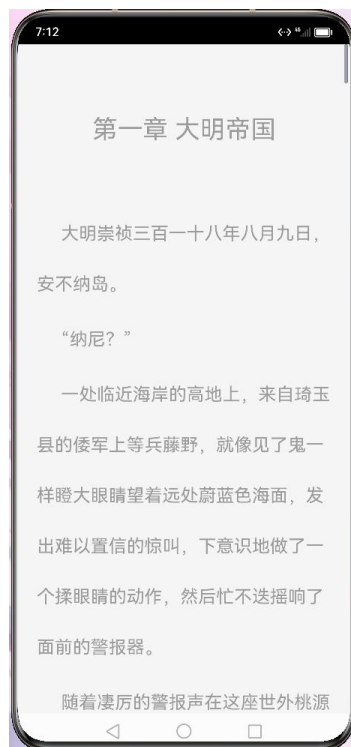 7:12
第一章 大明帝国
大明崇祯三百一十八年八月九日，
安不纳岛。
“纳尼？”
一处临近海岸的高地上，来自琦玉
县的倭军上等兵藤野，就像见了鬼一
样瞪大眼睛望着远处蔚蓝色海面，发
出难以置信的惊叫，下意识地做了一
个揉眼睛的动作，然后忙不迭摇响了
面前的警报器。
随着凄厉的警报声在这座世外桃源